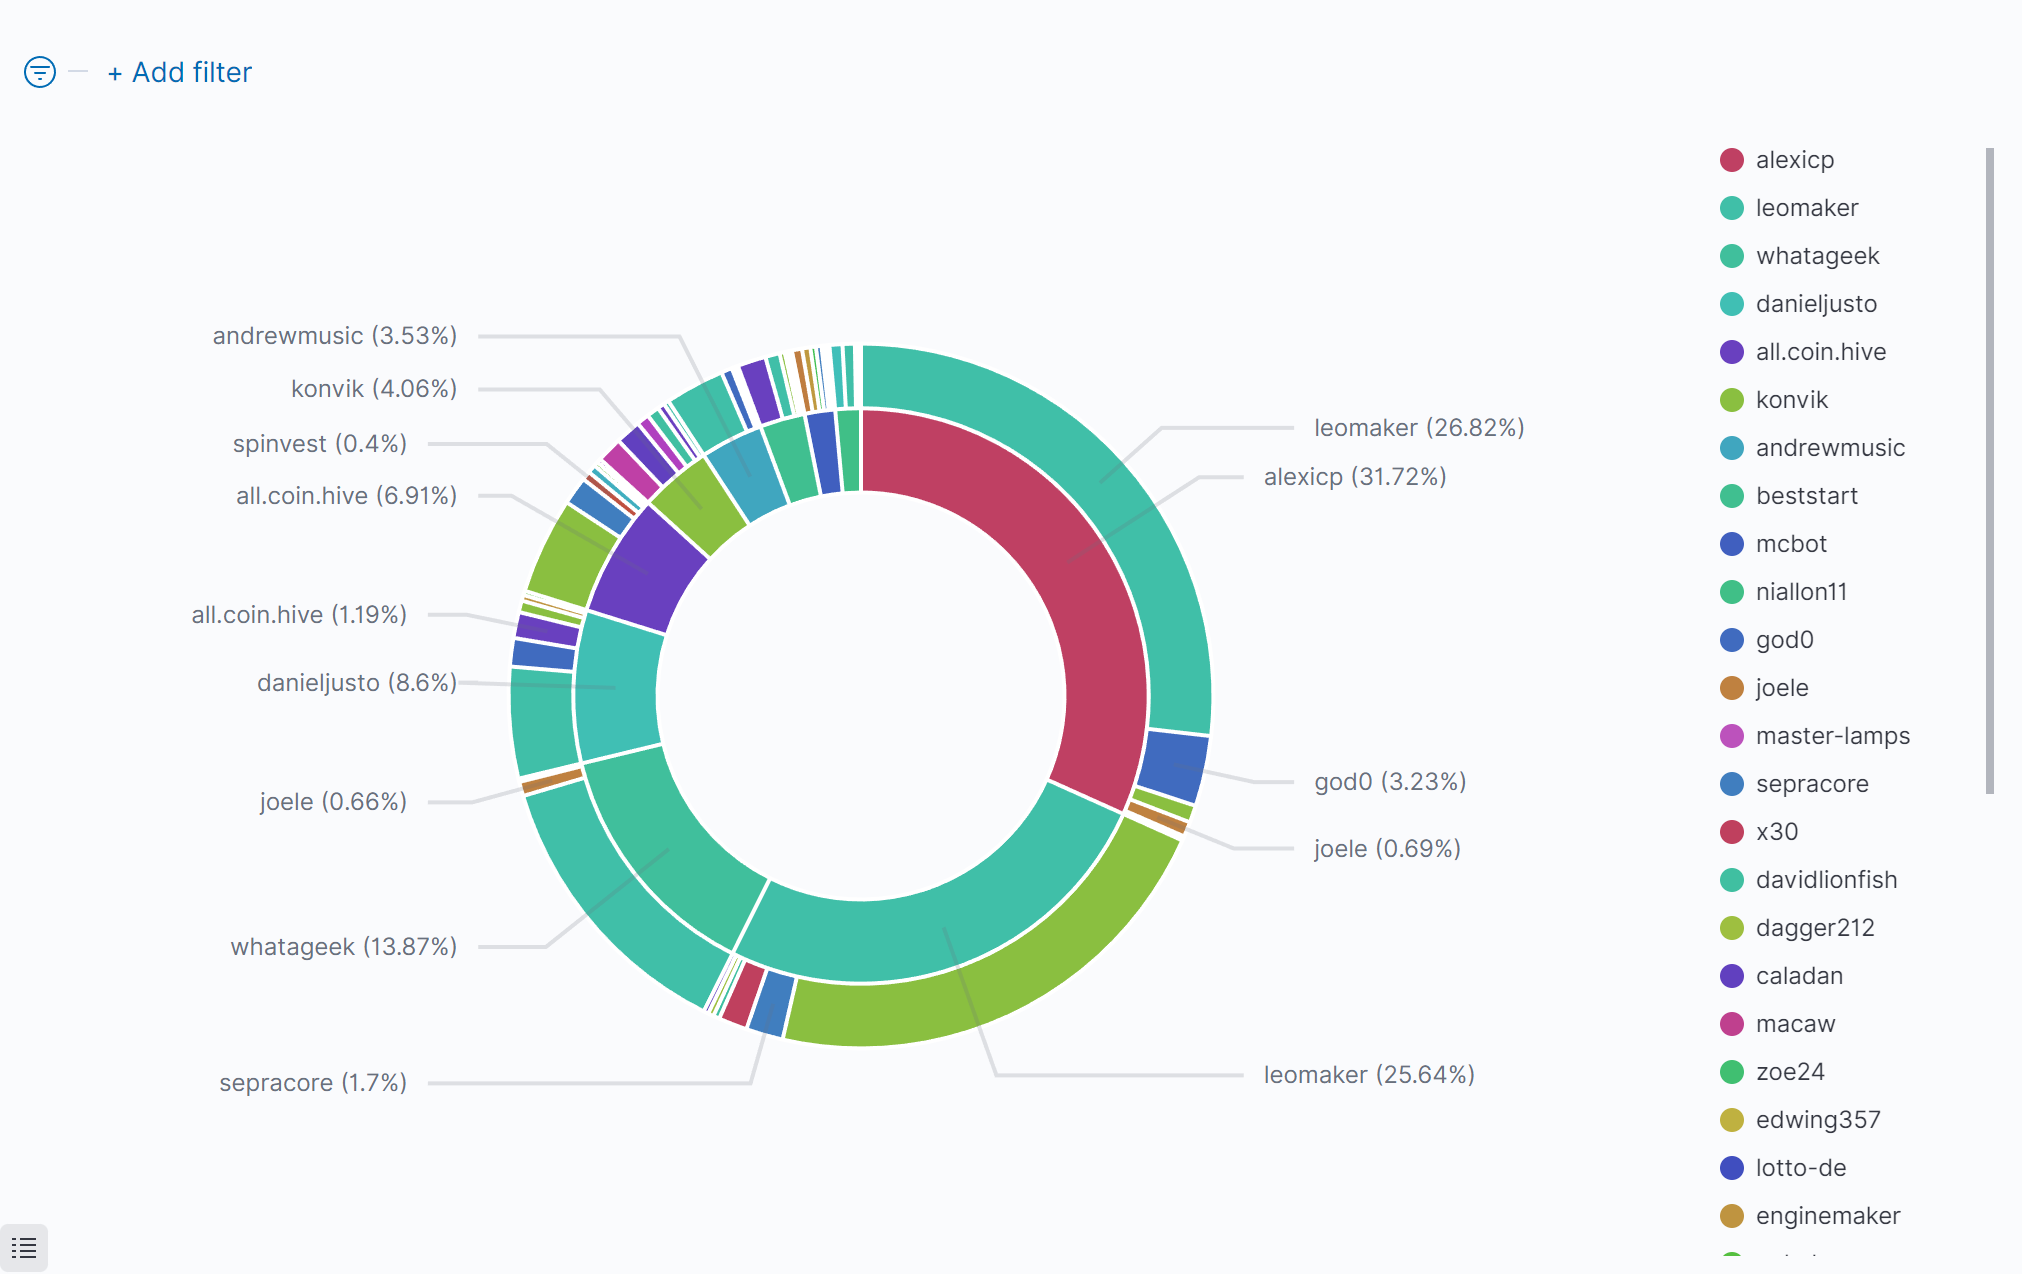 + Add filter
andrewmusic (3.53%)
konvik (4.06%)
spinvest (0.4%)
all.coin.hive (6.91%)
all.coin.hive (1.19%)
danieljusto (8.6%)
joele (0.66%)
whatageek (13.87%)
sepracore (1.7%)
leomaker (26.82%)
alexicp (31.72%)
god0 (3.23%)
joele (0.69%)
leomaker (25.64%)
alexicp
leomaker
whatageek
danieljusto
all.coin.hive
konvik
andrewmusic
beststart
mcbot
niallon11
god0
joele
master-lamps
sepracore
x30
davidlionfish
dagger212
caladan
macaw
zoe24
edwing357
lotto-de
enginemaker